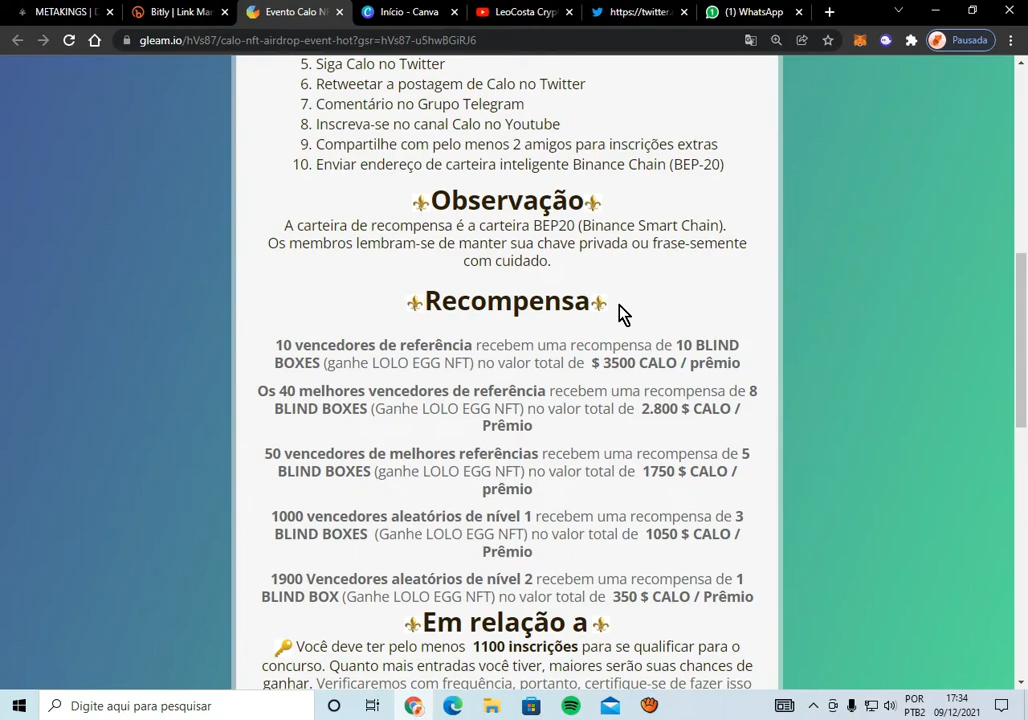 METAKINGS | D
Bitly | Link Mar
Evento Calo NF
Início - Canva
LeoCosta Cryp
https://twitter.
(1) WhatsApp
gleam.io/hVs87/calo-nft-airdrop-event-hot?gsr=hVs87-u5hwBGiRJ6
Pausada
5. Siga Calo no Twitter
6. Retweetar a postagem de Calo no Twitter
7. Comentário no Grupo Telegram
8. Inscreva-se no canal Calo no Youtube
9. Compartilhe com pelo menos 2 amigos para inscrições extras
10. Enviar endereço de carteira inteligente Binance Chain (BEP-20)
⚜Observação⚜
A carteira de recompensa é a carteira BEP20 (Binance Smart Chain).
Os membros lembram-se de manter sua chave privada ou frase-semente
com cuidado.
⚜Recompensa⚜
10 vencedores de referência recebem uma recompensa de 10 BLIND
BOXES (ganhe LOLO EGG NFT) no valor total de $ 3500 CALO / prêmio
Os 40 melhores vencedores de referência recebem uma recompensa de 8
BLIND BOXES (Ganhe LOLO EGG NFT) no valor total de 2.800 $ CALO /
Prêmio
50 vencedores de melhores referências recebem uma recompensa de 5
BLIND BOXES (ganhe LOLO EGG NFT) no valor total de 1750 $ CALO /
prêmio
1000 vencedores aleatórios de nível 1 recebem uma recompensa de 3
BLIND BOXES (Ganhe LOLO EGG NFT) no valor total de 1050 $ CALO /
Prêmio
1900 Vencedores aleatórios de nível 2 recebem uma recompensa de 1
BLIND BOX (Ganhe LOLO EGG NFT) no valor total de 350 $ CALO / Prêmio
⚜Em relação a⚜
🔑 Você deve ter pelo menos 1100 inscrições para se qualificar para o
concurso. Quanto mais entradas você tiver, maiores serão suas chances de
ganhar. Verificaremos com frequência, portanto, certifique-se de fazer isso
Digite aqui para pesquisar
POR
PTB2
17:34
09/12/2021